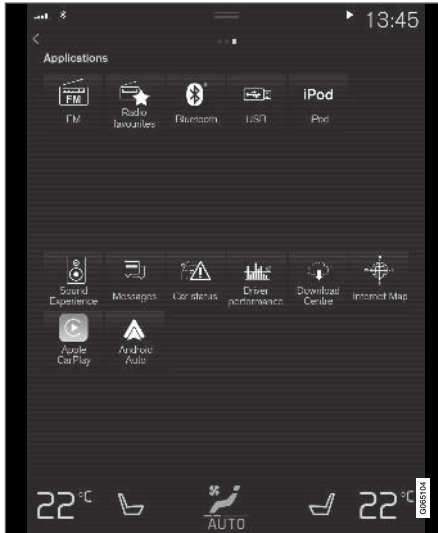 13:45
Applications
FM
FM
Radio
favourites
Bluetooth
USB
iPod
iPod
Sound
Experience
Messages
Car status
Driver
performance
Download
Centre
Internet Map
Apple
CarPlay
Android
Auto
22°C
AUTO
22°C
G065104